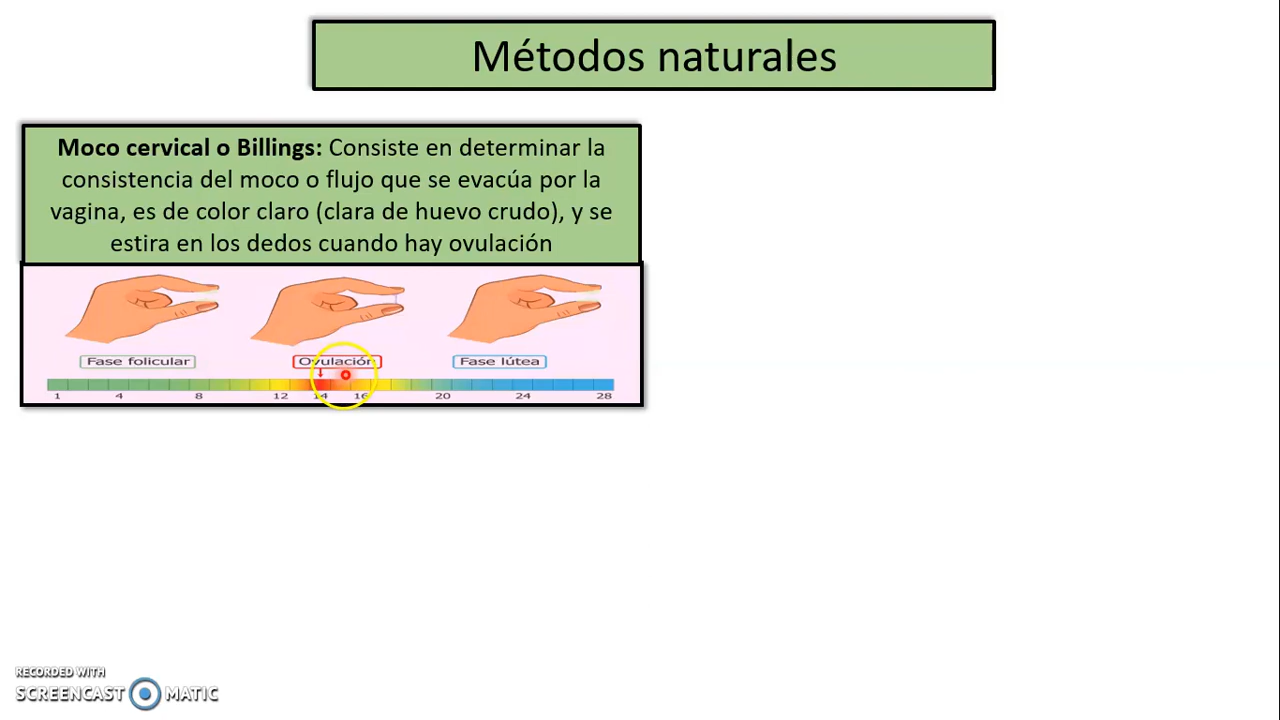 Métodos naturales
Moco cervical o Billings: Consiste en determinar la
consistencia del moco o flujo que se evacúa por la
vagina, es de color claro (clara de huevo crudo), y se
estira en los dedos cuando hay ovulación
Fase folicular Ovulación Fase lútea
1 4 8 12 14 16 20 24 28
RECORDED WITH
SCREENCAST MATIC